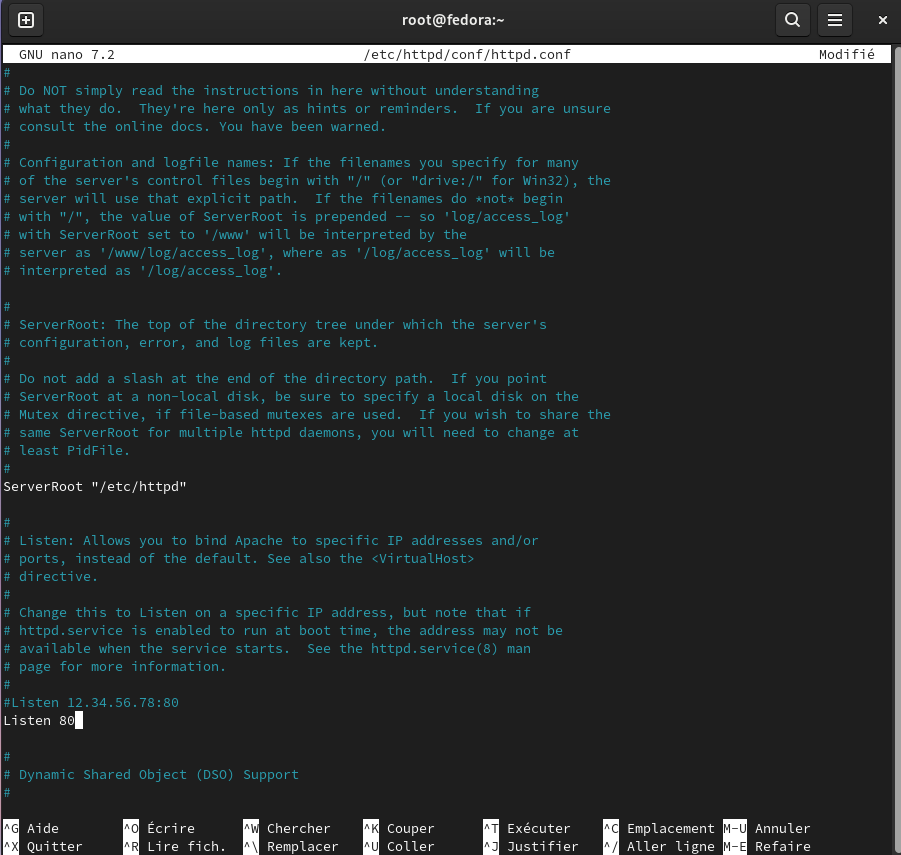 root@fedora:~
GNU nano 7.2 /etc/httpd/conf/httpd.conf Modifié
#
# Do NOT simply read the instructions in here without understanding
# what they do.  They're here only as hints or reminders.  If you are unsure
# consult the online docs. You have been warned.
#
# Configuration and logfile names: If the filenames you specify for many
# of the server's control files begin with "/" (or "drive:/" for Win32), the
# server will use that explicit path.  If the filenames do *not* begin
# with "/", the value of ServerRoot is prepended -- so 'log/access_log'
# with ServerRoot set to '/www' will be interpreted by the
# server as '/www/log/access_log', where as '/log/access_log' will be
# interpreted as '/log/access_log'.
#
# ServerRoot: The top of the directory tree under which the server's
# configuration, error, and log files are kept.
#
# Do not add a slash at the end of the directory path.  If you point
# ServerRoot at a non-local disk, be sure to specify a local disk on the
# Mutex directive, if file-based mutexes are used.  If you wish to share the
# same ServerRoot for multiple httpd daemons, you will need to change at
# least PidFile.
#
ServerRoot "/etc/httpd"
#
# Listen: Allows you to bind Apache to specific IP addresses and/or
# ports, instead of the default. See also the <VirtualHost>
# directive.
#
# Change this to Listen on a specific IP address, but note that if
# httpd.service is enabled to run at boot time, the address may not be
# available when the service starts.  See the httpd.service(8) man
# page for more information.
#
#Listen 12.34.56.78:80
Listen 80
#
# Dynamic Shared Object (DSO) Support
#
^G Aide ^O Écrire ^W Chercher ^K Couper ^T Exécuter ^C Emplacement M-U Annuler
^X Quitter ^R Lire fich. ^\ Remplacer ^U Coller ^J Justifier ^/ Aller ligne M-E Refaire